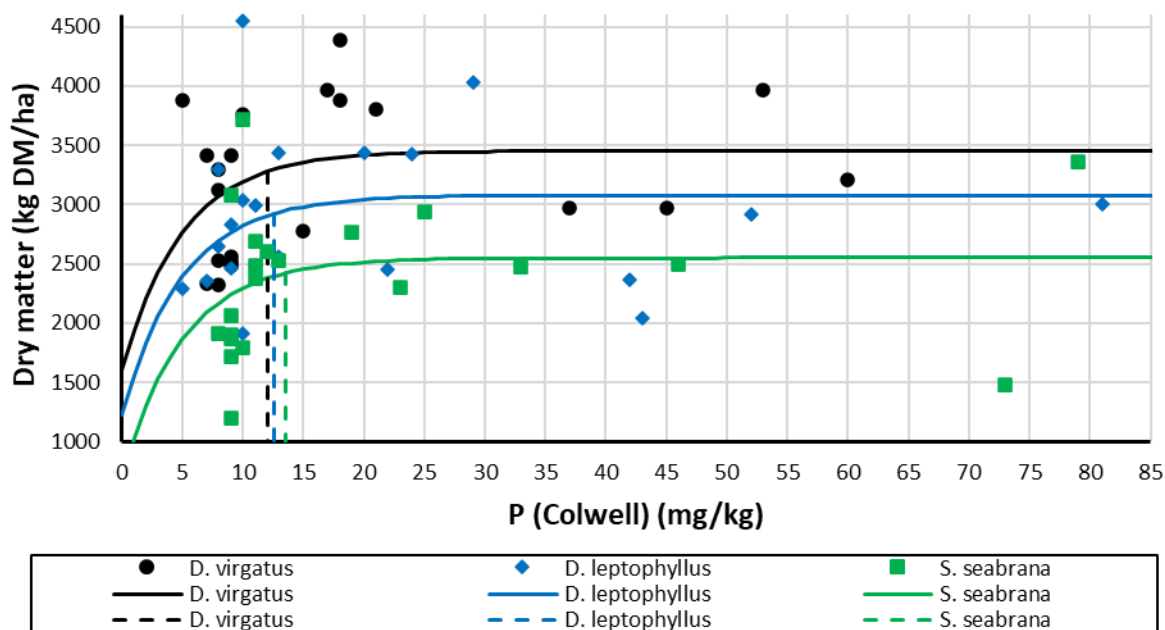 4500
4000
3500
3000
2500
2000
1500
1000
Dry matter (kg DM/ha)
0 5 10 15 20 25 30 35 40 45 50 55 60 65 70 75 80 85
P (Colwell) (mg/kg)
D. virgatus D. leptophyllus S. seabrana
D. virgatus D. leptophyllus S. seabrana
D. virgatus D. leptophyllus S. seabrana